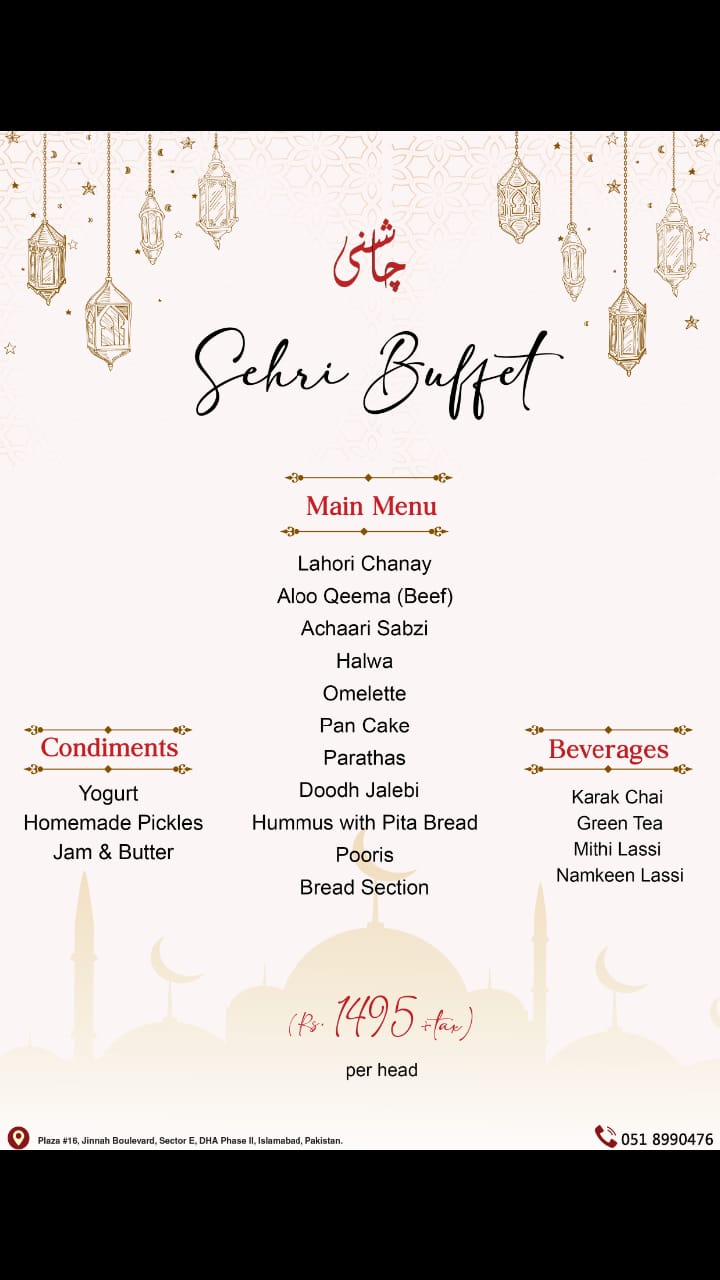 چاشنی
Sehri Buffet
Main Menu
Lahori Chanay
Aloo Qeema (Beef)
Achaari Sabzi
Halwa
Omelette
Pan Cake
Parathas
Doodh Jalebi
Hummus with Pita Bread
Pooris
Bread Section
Condiments
Yogurt
Homemade Pickles
Jam & Butter
Beverages
Karak Chai
Green Tea
Mithi Lassi
Namkeen Lassi
(Rs. 1495 +tax)
per head
Plaza #16, Jinnah Boulevard, Sector E, DHA Phase II, Islamabad, Pakistan.
051 8990476